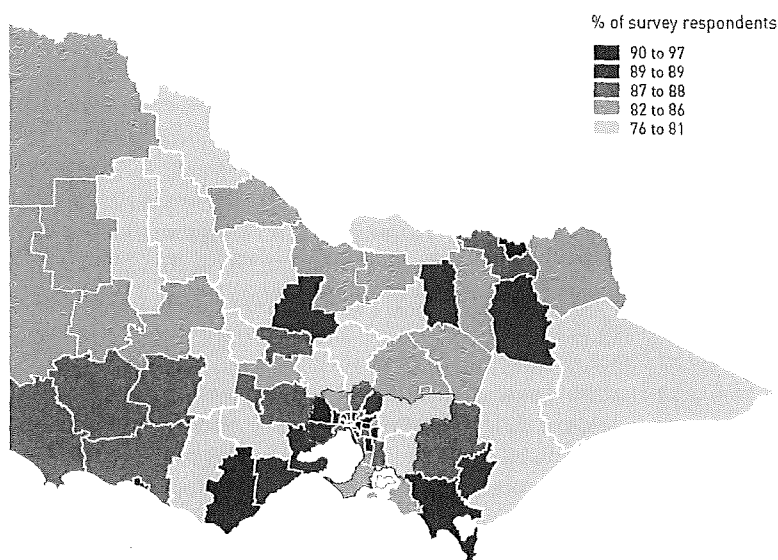 % of survey respondents
90 to 97
89 to 89
87 to 88
82 to 86
76 to 81